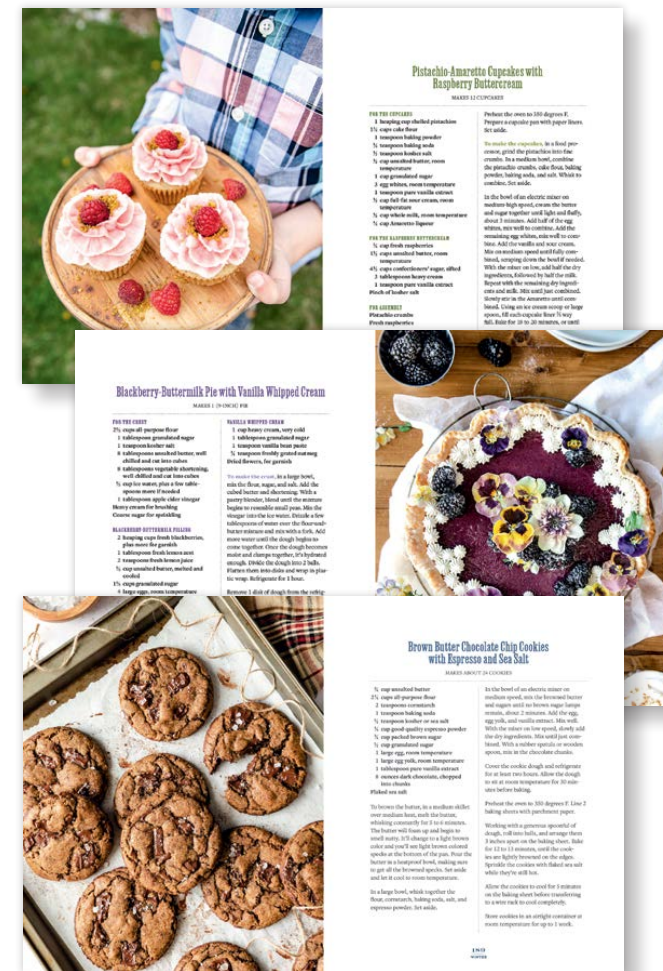 Pistachio-Amaretto Cupcakes with
Raspberry Buttercream
MAKES 12 CUPCAKES
FOR THE CUPCAKES
1 heaping cup shelled pistachios
1½ cups cake flour
1 teaspoon baking powder
½ teaspoon baking soda
½ teaspoon kosher salt
cup unsalted butter, room
temperature
1 cup granulated sugar
3 egg whites, room temperature
1 teaspoon pure vanilla extract
½ cup full-fat sour cream, room
temperature
cup whole milk, room temperature
cup Amaretto liqueur
FOR THE RASPBERRY BUTTERCREAM
cup fresh raspberries
1½ cups unsalted butter, room
temperature
4½ cups confectioners' sugar, sifted
2 tablespoons heavy cream
1 teaspoon pure vanilla extract
Pinch of kosher salt
FOR ASSEMBLY
Pistachio crumbs
Fresh raspberries
Preheat the oven to 350 degrees F.
Prepare a cupcake pan with paper liners.
Set aside.
To make the cupcakes, in a food pro-
cessor, grind the pistachios into fine
crumbs. In a medium bowl, combine
the pistachio crumbs, cake flour, baking
powder, baking soda, and salt. Whisk to
combine. Set aside.
In the bowl of an electric mixer on
medium-high speed, cream the butter
and sugar together until light and fluffy,
about 3 minutes. Add half of the egg
whites, mix well to combine. Add the
remaining egg whites, mix well to com-
bine. Add the vanilla and sour cream.
Mix on medium speed until fully com-
bined, scraping down the bowl if needed.
With the mixer on low, add half the dry
ingredients, followed by half the milk.
Repeat with the remaining dry ingredi-
ents and milk. Mix until just combined.
Slowly stir in the Amaretto until com-
bined. Using an ice cream scoop or large
spoon, fill each cupcake liner full.
Bake for 18 to 20 minutes, or until
Blackberry-Buttermilk Pie with Vanilla Whipped Cream
MAKES 1 (9-INCH) PIE
FOR THE CRUST
2½ cups all-purpose flour
1 tablespoon granulated sugar
1 teaspoon kosher salt
8 tablespoons unsalted butter, well
chilled and cut into cubes
8 tablespoons vegetable shortening,
well chilled and cut into cubes
½ cup ice water, plus a few table-
spoons more if needed
1 tablespoon apple cider vinegar
Heavy cream for brushing
Coarse sugar for sprinkling
BLACKBERRY-BUTTERMILK FILLING
2 heaping cups fresh blackberries,
plus more for garnish
1 tablespoon fresh lemon zest
2 teaspoons fresh lemon juice
cup unsalted butter, melted and
cooled
cups granulated sugar
4 large eggs, room temperature
VANILLA WHIPPED CREAM
1 cup heavy cream, very cold
1 tablespoon granulated sugar
1 teaspoon vanilla bean paste
teaspoon freshly grated nutmeg
Dried flowers, for garnish
To make the crust, in a large bowl,
mix the flour, sugar, and salt. Add the
cubed butter and shortening. With a
pastry blender, blend until the mixture
begins to resemble small peas. Mix the
vinegar into the ice water. Drizzle a few
tablespoons of water over the flour-and-
butter mixture and mix with a fork. Add
more water until the dough begins to
come together. Once the dough becomes
moist and clumps together, it's hydrated
enough. Divide the dough into 2 balls.
Flatten them into disks and wrap in plas-
tic wrap. Refrigerate for 1 hour.
Remove 1 disk of dough from the refrig-
Brown Butter Chocolate Chip Cookies
with Espresso and Sea Salt
MAKES ABOUT 24 COOKIES
cup unsalted butter
cups all-purpose flour
2 teaspoons cornstarch
1 teaspoon baking soda
½ teaspoon kosher or sea salt
cup good-quality espresso powder
cup packed brown sugar
½ cup granulated sugar
1 large egg, room temperature
1 large egg yolk, room temperature
1 tablespoon pure vanilla extract
8 ounces dark chocolate, chopped
into chunks
Flaked sea salt
To brown the butter, in a medium skillet
over medium heat, melt the butter,
whisking constantly for 5 to 6 minutes.
The butter will foam up and begin to
smell nutty. It'll change to a light brown
color and you'll see light brown colored
specks at the bottom of the pan. Pour the
butter in a heatproof bowl, making sure
to get all the browned specks. Set aside
and let it cool to room temperature.
In a large bowl, whisk together the
flour, cornstarch, baking soda, salt, and
espresso powder. Set aside.
In the bowl of an electric mixer on
medium speed, mix the browned butter
and sugars until no brown sugar lumps
remain, about 2 minutes. Add the egg,
egg yolk, and vanilla extract. Mix well.
With the mixer on low speed, slowly add
the dry ingredients. Mix until just com-
bined. With a rubber spatula or wooden
spoon, mix in the chocolate chunks.
Cover the cookie dough and refrigerate
for at least two hours. Allow the dough
to sit at room temperature for 30 min-
utes before baking.
Preheat the oven to 350 degrees F. Line 2
baking sheets with parchment paper.
Working with a generous spoonful of
dough, roll into balls, and arrange them
3 inches apart on the baking sheet. Bake
for 12 to 13 minutes, until the cook-
ies are lightly browned on the edges.
Sprinkle the cookies with flaked sea salt
while they're still hot.
Allow the cookies to cool for 5 minutes
on the baking sheet before transferring
to a wire rack to cool completely.
Store cookies in an airtight container at
room temperature for up to 1 week.
189
winter